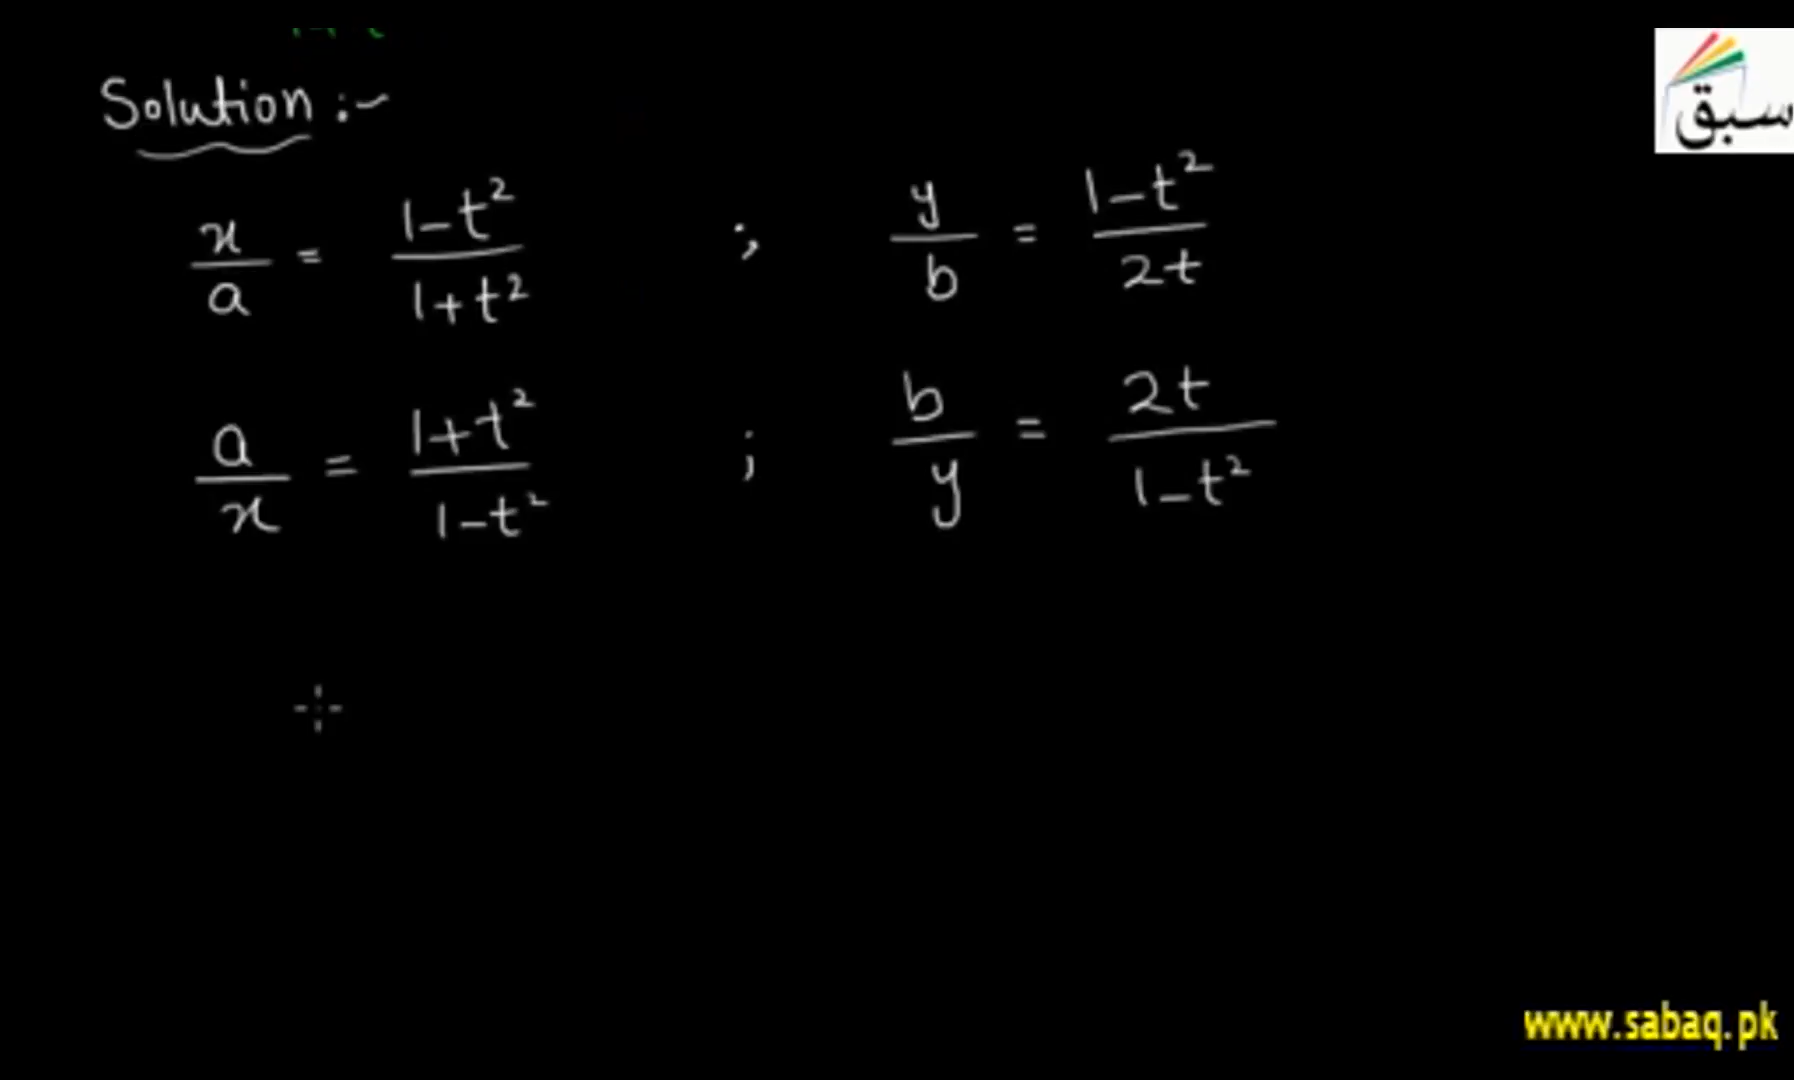 Solution :-
سبق
x/a = (1-t²)/(1+t²) ; y/b = (1-t²)/2t
a/x = (1+t²)/(1-t²) ; b/y = 2t/(1-t²)
www.sabaq.pk